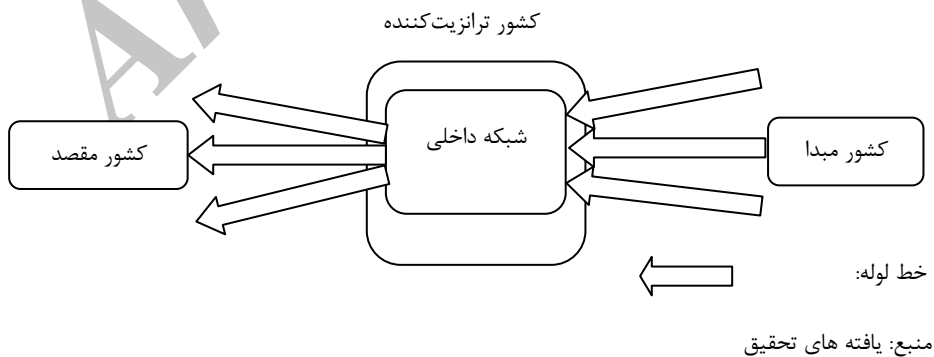 کشور ترانزیت‌کننده
کشور مبدا
شبکه داخلی
کشور مقصد
خط لوله:
منبع: یافته های تحقیق